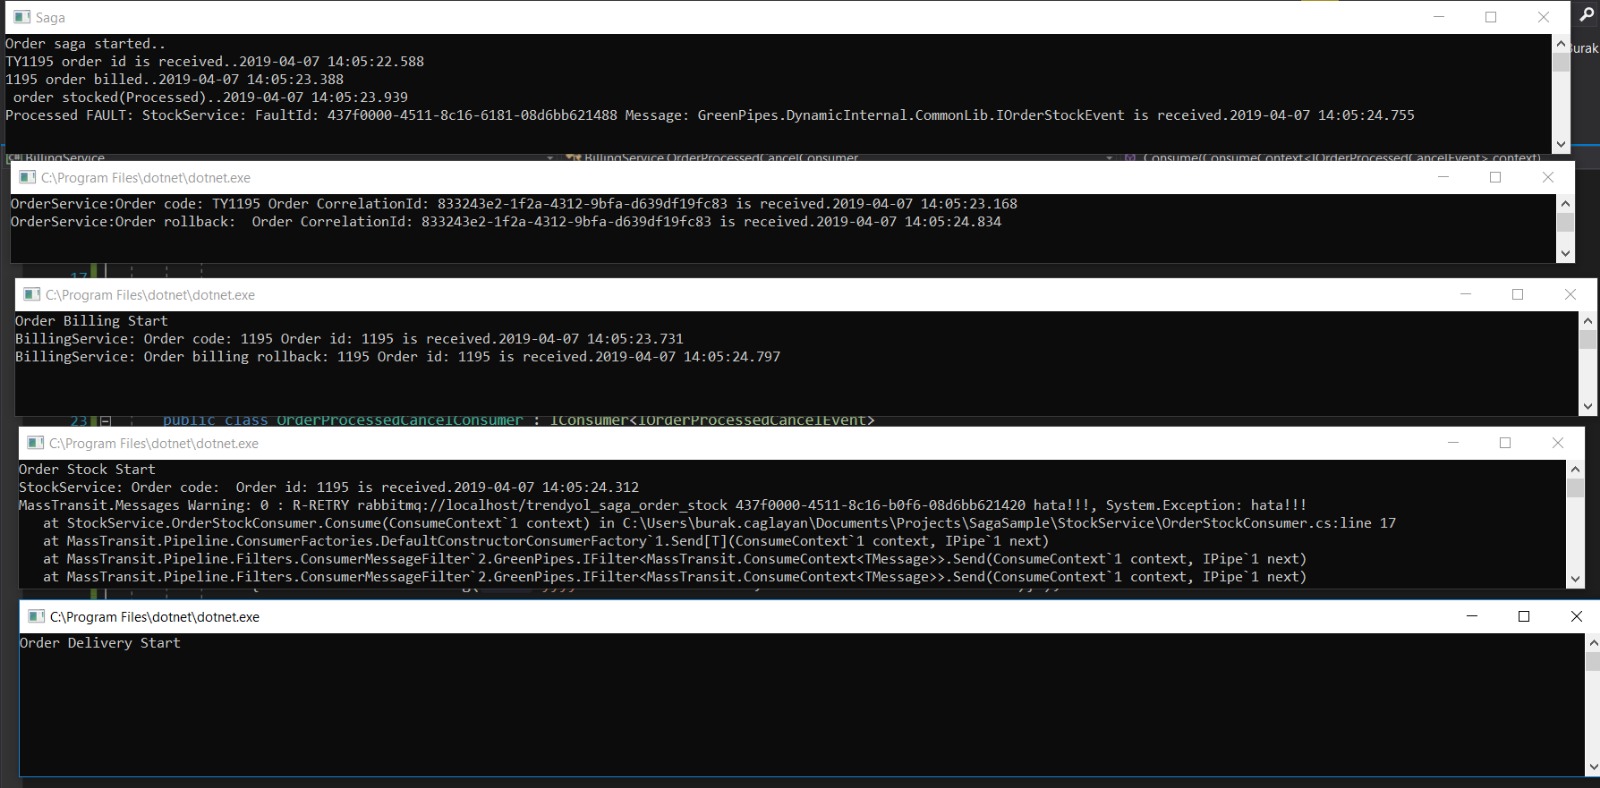 Saga
Order saga started..
TY1195 order id is received..2019-04-07 14:05:22.588
1195 order billed..2019-04-07 14:05:23.388
order stocked(Processed)..2019-04-07 14:05:23.939
Processed FAULT: StockService: FaultId: 437f0000-4511-8c16-6181-08d6bb621488 Message: GreenPipes.DynamicInternal.CommonLib.IOrderStockEvent is received.2019-04-07 14:05:24.755
Burak
BillingService BillingService.OrderProcessedCancelConsumer Consume(ConsumeContext<IOrderProcessedCancelEvent> context)
C:\Program Files\dotnet\dotnet.exe
OrderService:Order code: TY1195 Order CorrelationId: 833243e2-1f2a-4312-9bfa-d639df19fc83 is received.2019-04-07 14:05:23.168
OrderService:Order rollback:  Order CorrelationId: 833243e2-1f2a-4312-9bfa-d639df19fc83 is received.2019-04-07 14:05:24.834
17
C:\Program Files\dotnet\dotnet.exe
Order Billing Start
BillingService: Order code: 1195 Order id: 1195 is received.2019-04-07 14:05:23.731
BillingService: Order billing rollback: 1195 Order id: 1195 is received.2019-04-07 14:05:24.797
23 public class OrderProcessedCancelConsumer : IConsumer<IOrderProcessedCancelEvent>
C:\Program Files\dotnet\dotnet.exe
Order Stock Start
StockService: Order code:  Order id: 1195 is received.2019-04-07 14:05:24.312
MassTransit.Messages Warning: 0 : R-RETRY rabbitmq://localhost/trendyol_saga_order_stock 437f0000-4511-8c16-b0f6-08d6bb621420 hata!!!, System.Exception: hata!!!
at StockService.OrderStockConsumer.Consume(ConsumeContext`1 context) in C:\Users\burak.caglayan\Documents\Projects\SagaSample\StockService\OrderStockConsumer.cs:line 17
at MassTransit.Pipeline.ConsumerFactories.DefaultConstructorConsumerFactory`1.Send[T](ConsumeContext`1 context, IPipe`1 next)
at MassTransit.Pipeline.Filters.ConsumerMessageFilter`2.GreenPipes.IFilter<MassTransit.ConsumeContext<TMessage>>.Send(ConsumeContext`1 context, IPipe`1 next)
at MassTransit.Pipeline.Filters.ConsumerMessageFilter`2.GreenPipes.IFilter<MassTransit.ConsumeContext<TMessage>>.Send(ConsumeContext`1 context, IPipe`1 next)
C:\Program Files\dotnet\dotnet.exe
Order Delivery Start